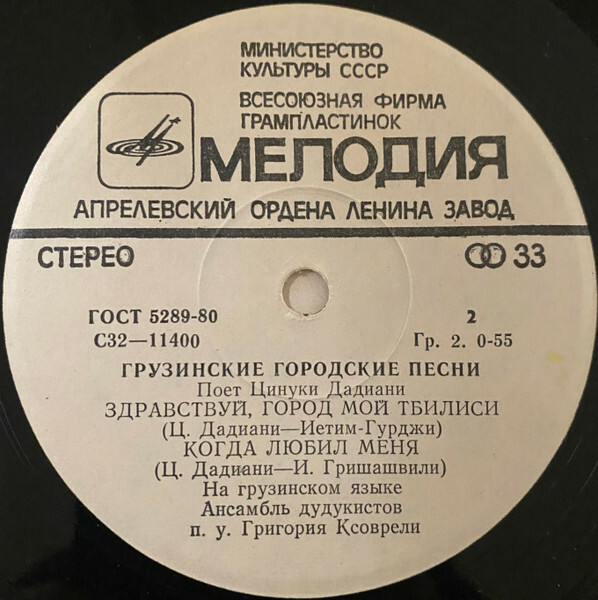 МИНИСТЕРСТВО
КУЛЬТУРЫ СССР
ВСЕСОЮЗНАЯ ФИРМА
ГРАМПЛАСТИНОК
МЕЛОДИЯ
АПРЕЛЕВСКИЙ ОРДЕНА ЛЕНИНА ЗАВОД
СТЕРЕО 33
ГОСТ 5289-80 2
С32—11400 Гр. 2. 0-55
ГРУЗИНСКИЕ ГОРОДСКИЕ ПЕСНИ
Поет Цинуки Дадиани
ЗДРАВСТВУЙ, ГОРОД МОЙ ТБИЛИСИ
(Ц. Дадиани—Иетим-Гурджи)
КОГДА ЛЮБИЛ МЕНЯ
(Ц. Дадиани—И. Гришашвили)
На грузинском языке
Ансамбль дудукистов
п. у. Григория Ксоврели